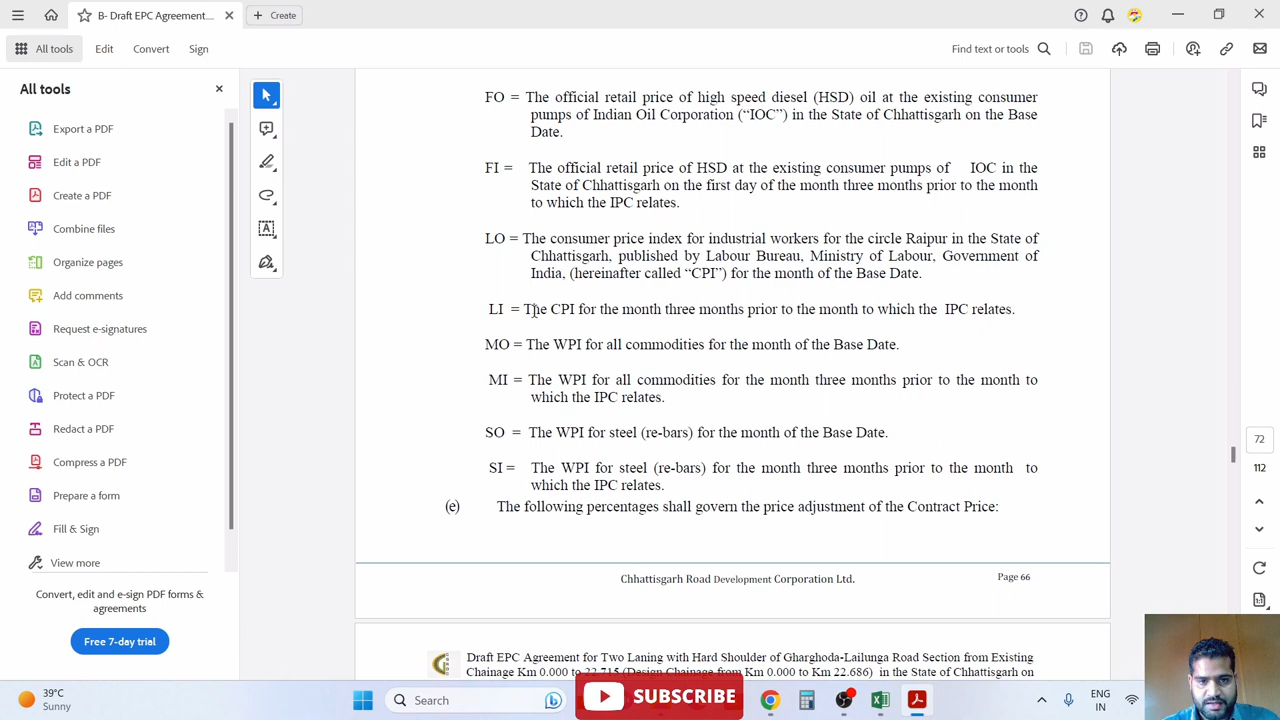 B- Draft EPC Agreement....
Create
All tools
Edit
Convert
Sign
Find text or tools
All tools
Export a PDF
Edit a PDF
Create a PDF
Combine files
Organize pages
Add comments
Request e-signatures
Scan & OCR
Protect a PDF
Redact a PDF
Compress a PDF
Prepare a form
Fill & Sign
View more
Convert, edit and e-sign PDF forms &
agreements
Free 7-day trial
FO = The official retail price of high speed diesel (HSD) oil at the existing consumer
pumps of Indian Oil Corporation (“IOC”) in the State of Chhattisgarh on the Base
Date.
FI = The official retail price of HSD at the existing consumer pumps of IOC in the
State of Chhattisgarh on the first day of the month three months prior to the month
to which the IPC relates.
LO = The consumer price index for industrial workers for the circle Raipur in the State of
Chhattisgarh, published by Labour Bureau, Ministry of Labour, Government of
India, (hereinafter called “CPI”) for the month of the Base Date.
LI = The CPI for the month three months prior to the month to which the IPC relates.
MO = The WPI for all commodities for the month of the Base Date.
MI = The WPI for all commodities for the month three months prior to the month to
which the IPC relates.
SO = The WPI for steel (re-bars) for the month of the Base Date.
SI = The WPI for steel (re-bars) for the month three months prior to the month to
which the IPC relates.
(e) The following percentages shall govern the price adjustment of the Contract Price:
Chhattisgarh Road Development Corporation Ltd. Page 66
Draft EPC Agreement for Two Laning with Hard Shoulder of Gharghoda-Lailunga Road Section from Existing
Chainage Km 0.000 to 22.715 (Design Chainage from Km 0.000 to Km 22.686) in the State of Chhattisgarh on
72
112
39°C
Sunny
Search
SUBSCRIBE
ENG
IN